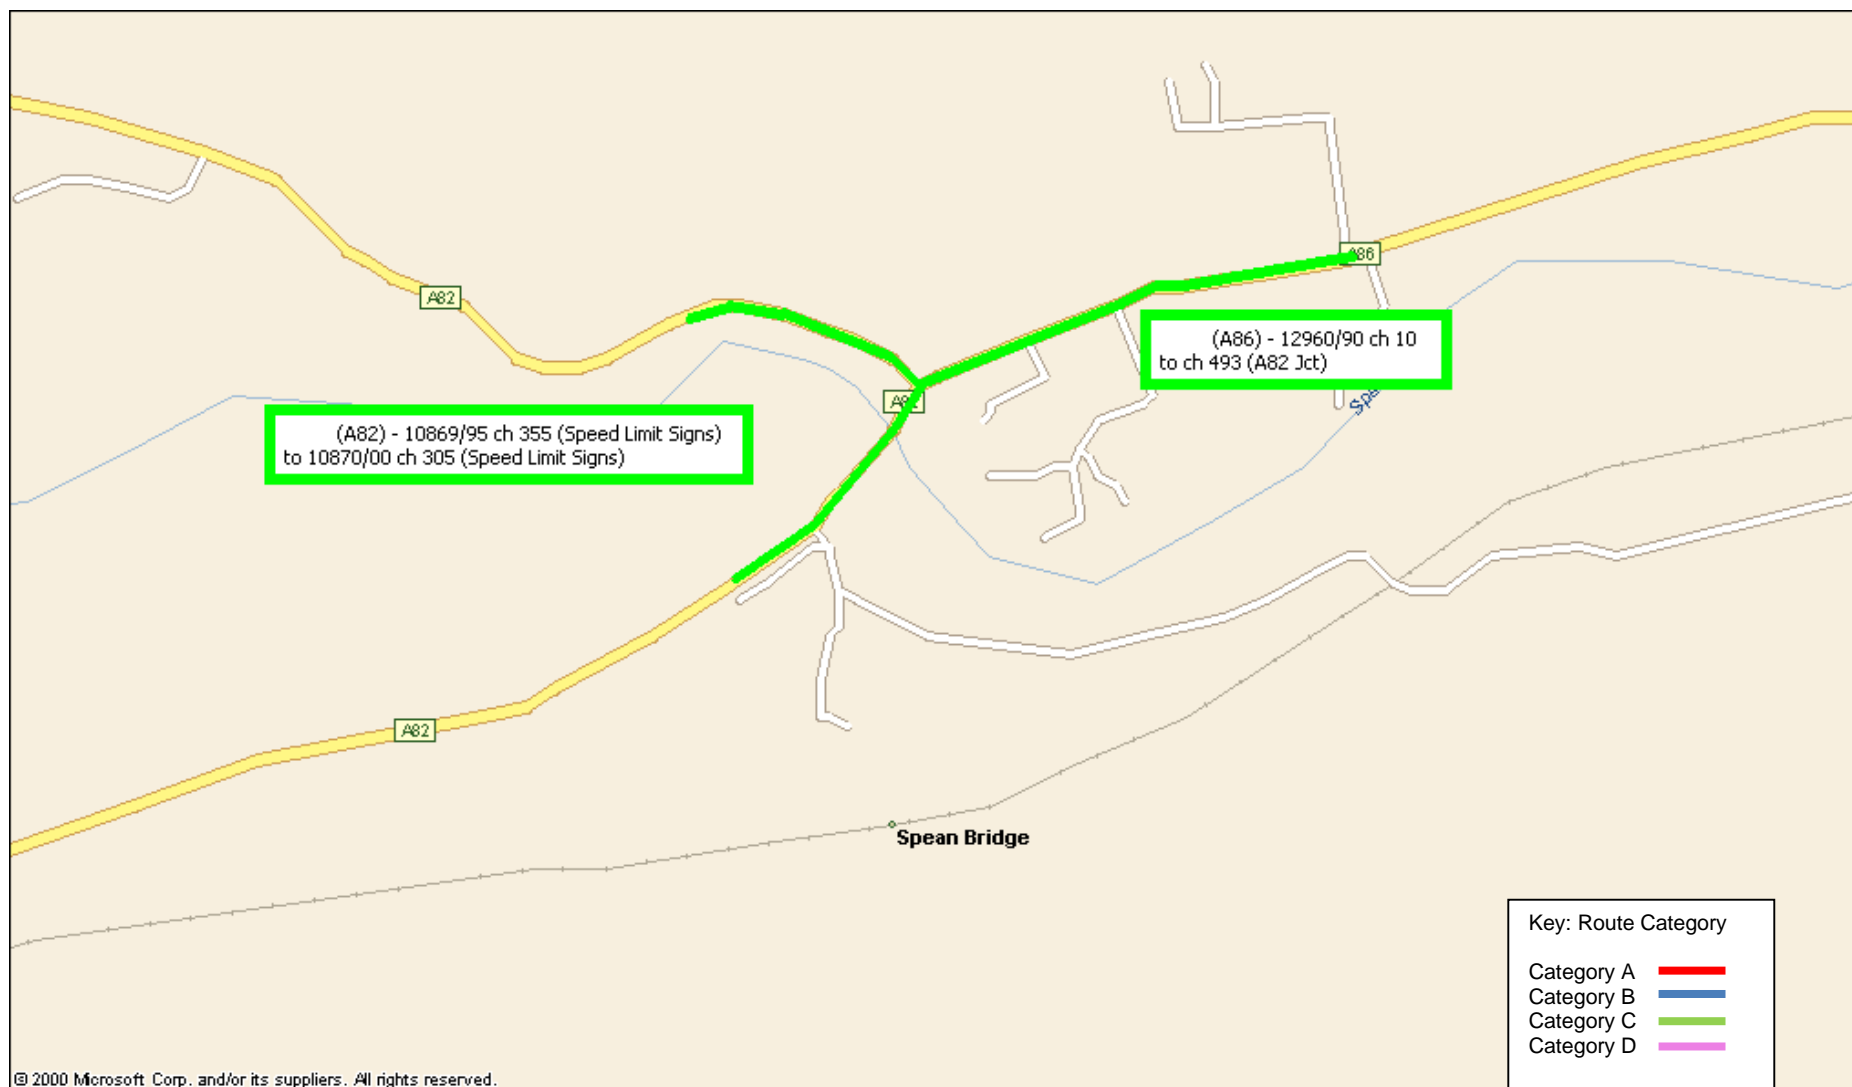 A86
A82
(A86) - 12960/90 ch 10
to ch 493 (A82 Jct)
(A82) - 10869/95 ch 355 (Speed Limit Signs)
to 10870/00 ch 305 (Speed Limit Signs)
A82
Spean Bridge
Key: Route Category
Category A
Category B
Category C
Category D
© 2000 Microsoft Corp. and/or its suppliers. All rights reserved.